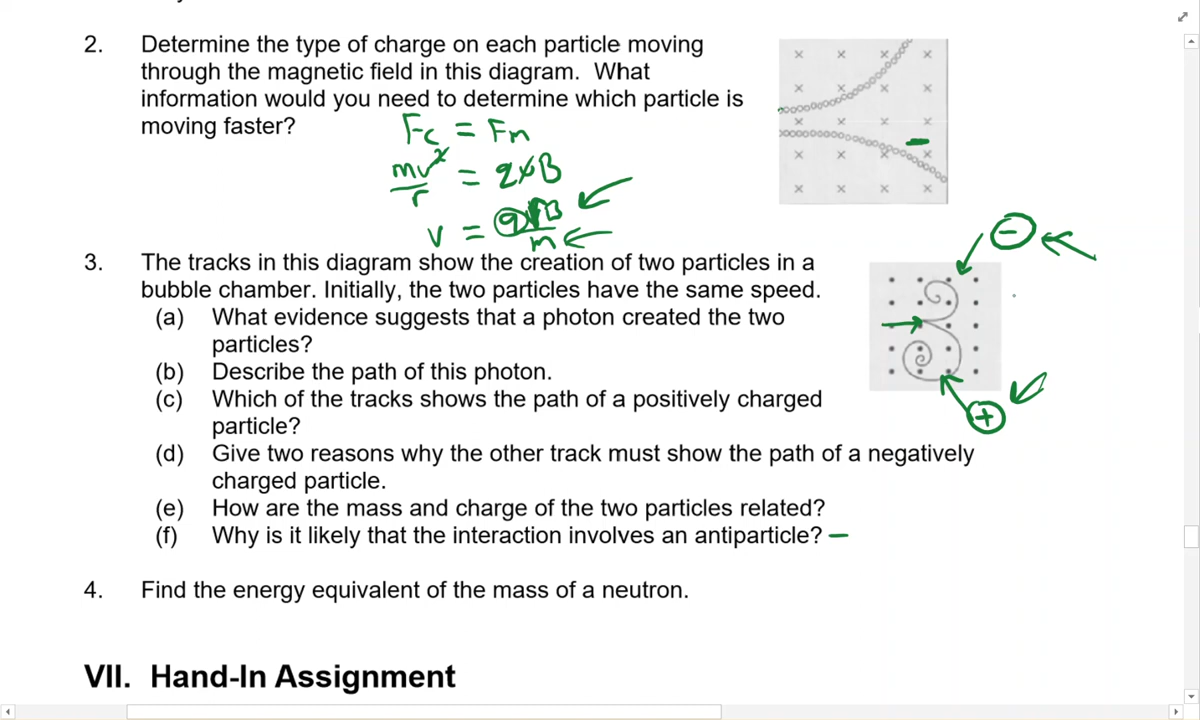 2. Determine the type of charge on each particle moving
through the magnetic field in this diagram. What
information would you need to determine which particle is
moving faster?
Fc = Fm
mv²/r = qvB
v = qrB/m
3. The tracks in this diagram show the creation of two particles in a
bubble chamber. Initially, the two particles have the same speed.
(a) What evidence suggests that a photon created the two
particles?
(b) Describe the path of this photon.
(c) Which of the tracks shows the path of a positively charged
particle?
(d) Give two reasons why the other track must show the path of a negatively
charged particle.
(e) How are the mass and charge of the two particles related?
(f) Why is it likely that the interaction involves an antiparticle? –
4. Find the energy equivalent of the mass of a neutron.
VII. Hand-In Assignment